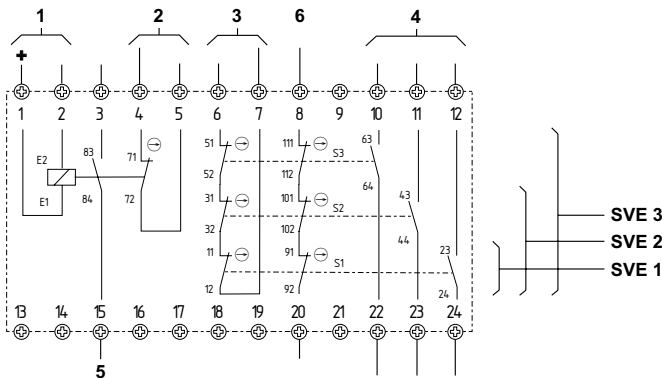 1 2 3 6 4
+
1 2 3 4 5 6 7 8 9 10 11 12
83 71 51 111 63
E2 S3
52 112
E1 84 72 31 101 64 43
S2
32 102 44
11 91 23
S1
12 92 24
SVE 3
SVE 2
SVE 1
13 14 15 16 17 18 19 20 21 22 23 24
5